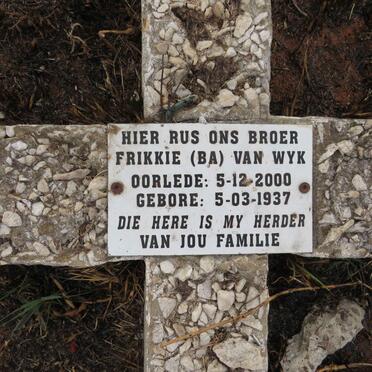 HIER RUS ONS BROER
FRIKKIE (BA) VAN WYK
OORLEDE: 5-12-2000
GEBORE: 5-03-1937
DIE HERE IS MY HERDER
VAN JOU FAMILIE